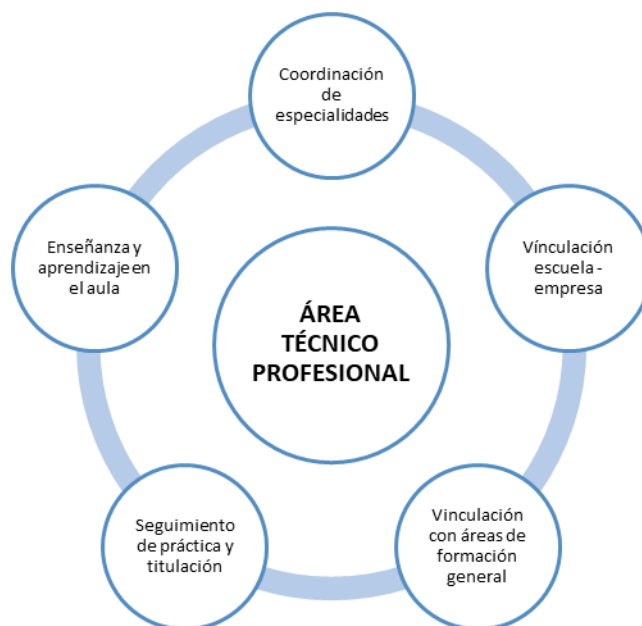 Coordinación
de
especialidades
Enseñanza y
aprendizaje en
el aula
Vínculación
escuela -
empresa
ÁREA
TÉCNICO
PROFESIONAL
Seguimiento
de práctica y
titulación
Vinculación
con áreas de
formación
general